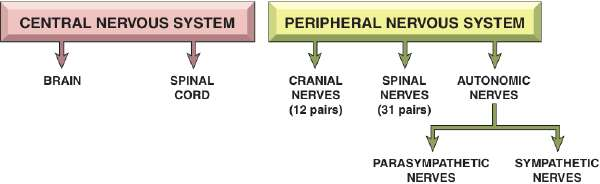 CENTRAL NERVOUS SYSTEM
BRAIN
SPINAL
CORD
PERIPHERAL NERVOUS SYSTEM
CRANIAL
NERVES
(12 pairs)
SPINAL
NERVES
(31 pairs)
AUTONOMIC
NERVES
PARASYMPATHETIC
NERVES
SYMPATHETIC
NERVES